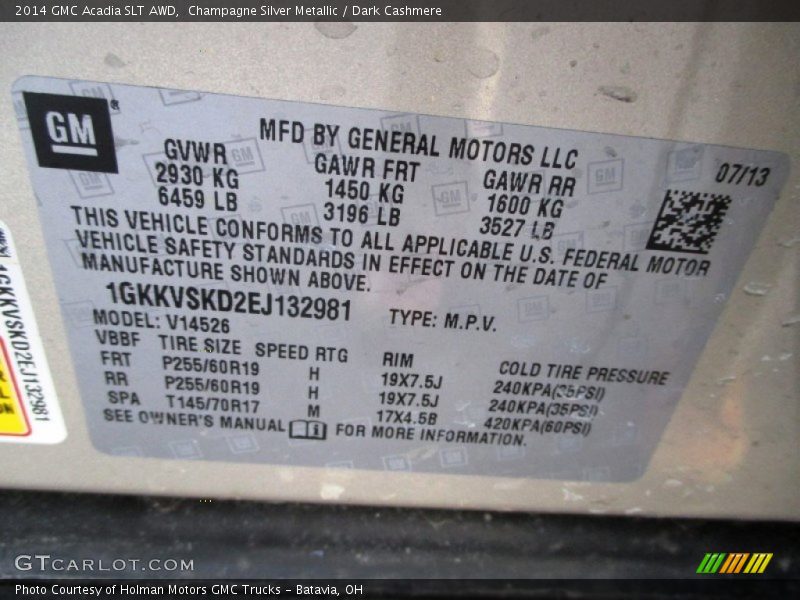 2014 GMC Acadia SLT AWD,  Champagne Silver Metallic / Dark Cashmere
GM®
MFD BY GENERAL MOTORS LLC
07/13
GVWR GAWR FRT GAWR RR
2930 KG 1450 KG 1600 KG
6459 LB 3196 LB 3527 LB
THIS VEHICLE CONFORMS TO ALL APPLICABLE U.S. FEDERAL MOTOR
VEHICLE SAFETY STANDARDS IN EFFECT ON THE DATE OF
MANUFACTURE SHOWN ABOVE.
1GKKVSKD2EJ132981 TYPE: M.P.V.
MODEL: V14526
VBBF TIRE SIZE SPEED RTG RIM COLD TIRE PRESSURE
FRT P255/60R19 H 19X7.5J 240KPA(35PSI)
RR P255/60R19 H 19X7.5J 240KPA(35PSI)
SPA T145/70R17 M 17X4.5B 420KPA(60PSI)
SEE OWNER'S MANUAL FOR MORE INFORMATION.
1GKKVSKD2EJ132981
GTCARLOT.COM
Photo Courtesy of Holman Motors GMC Trucks – Batavia, OH